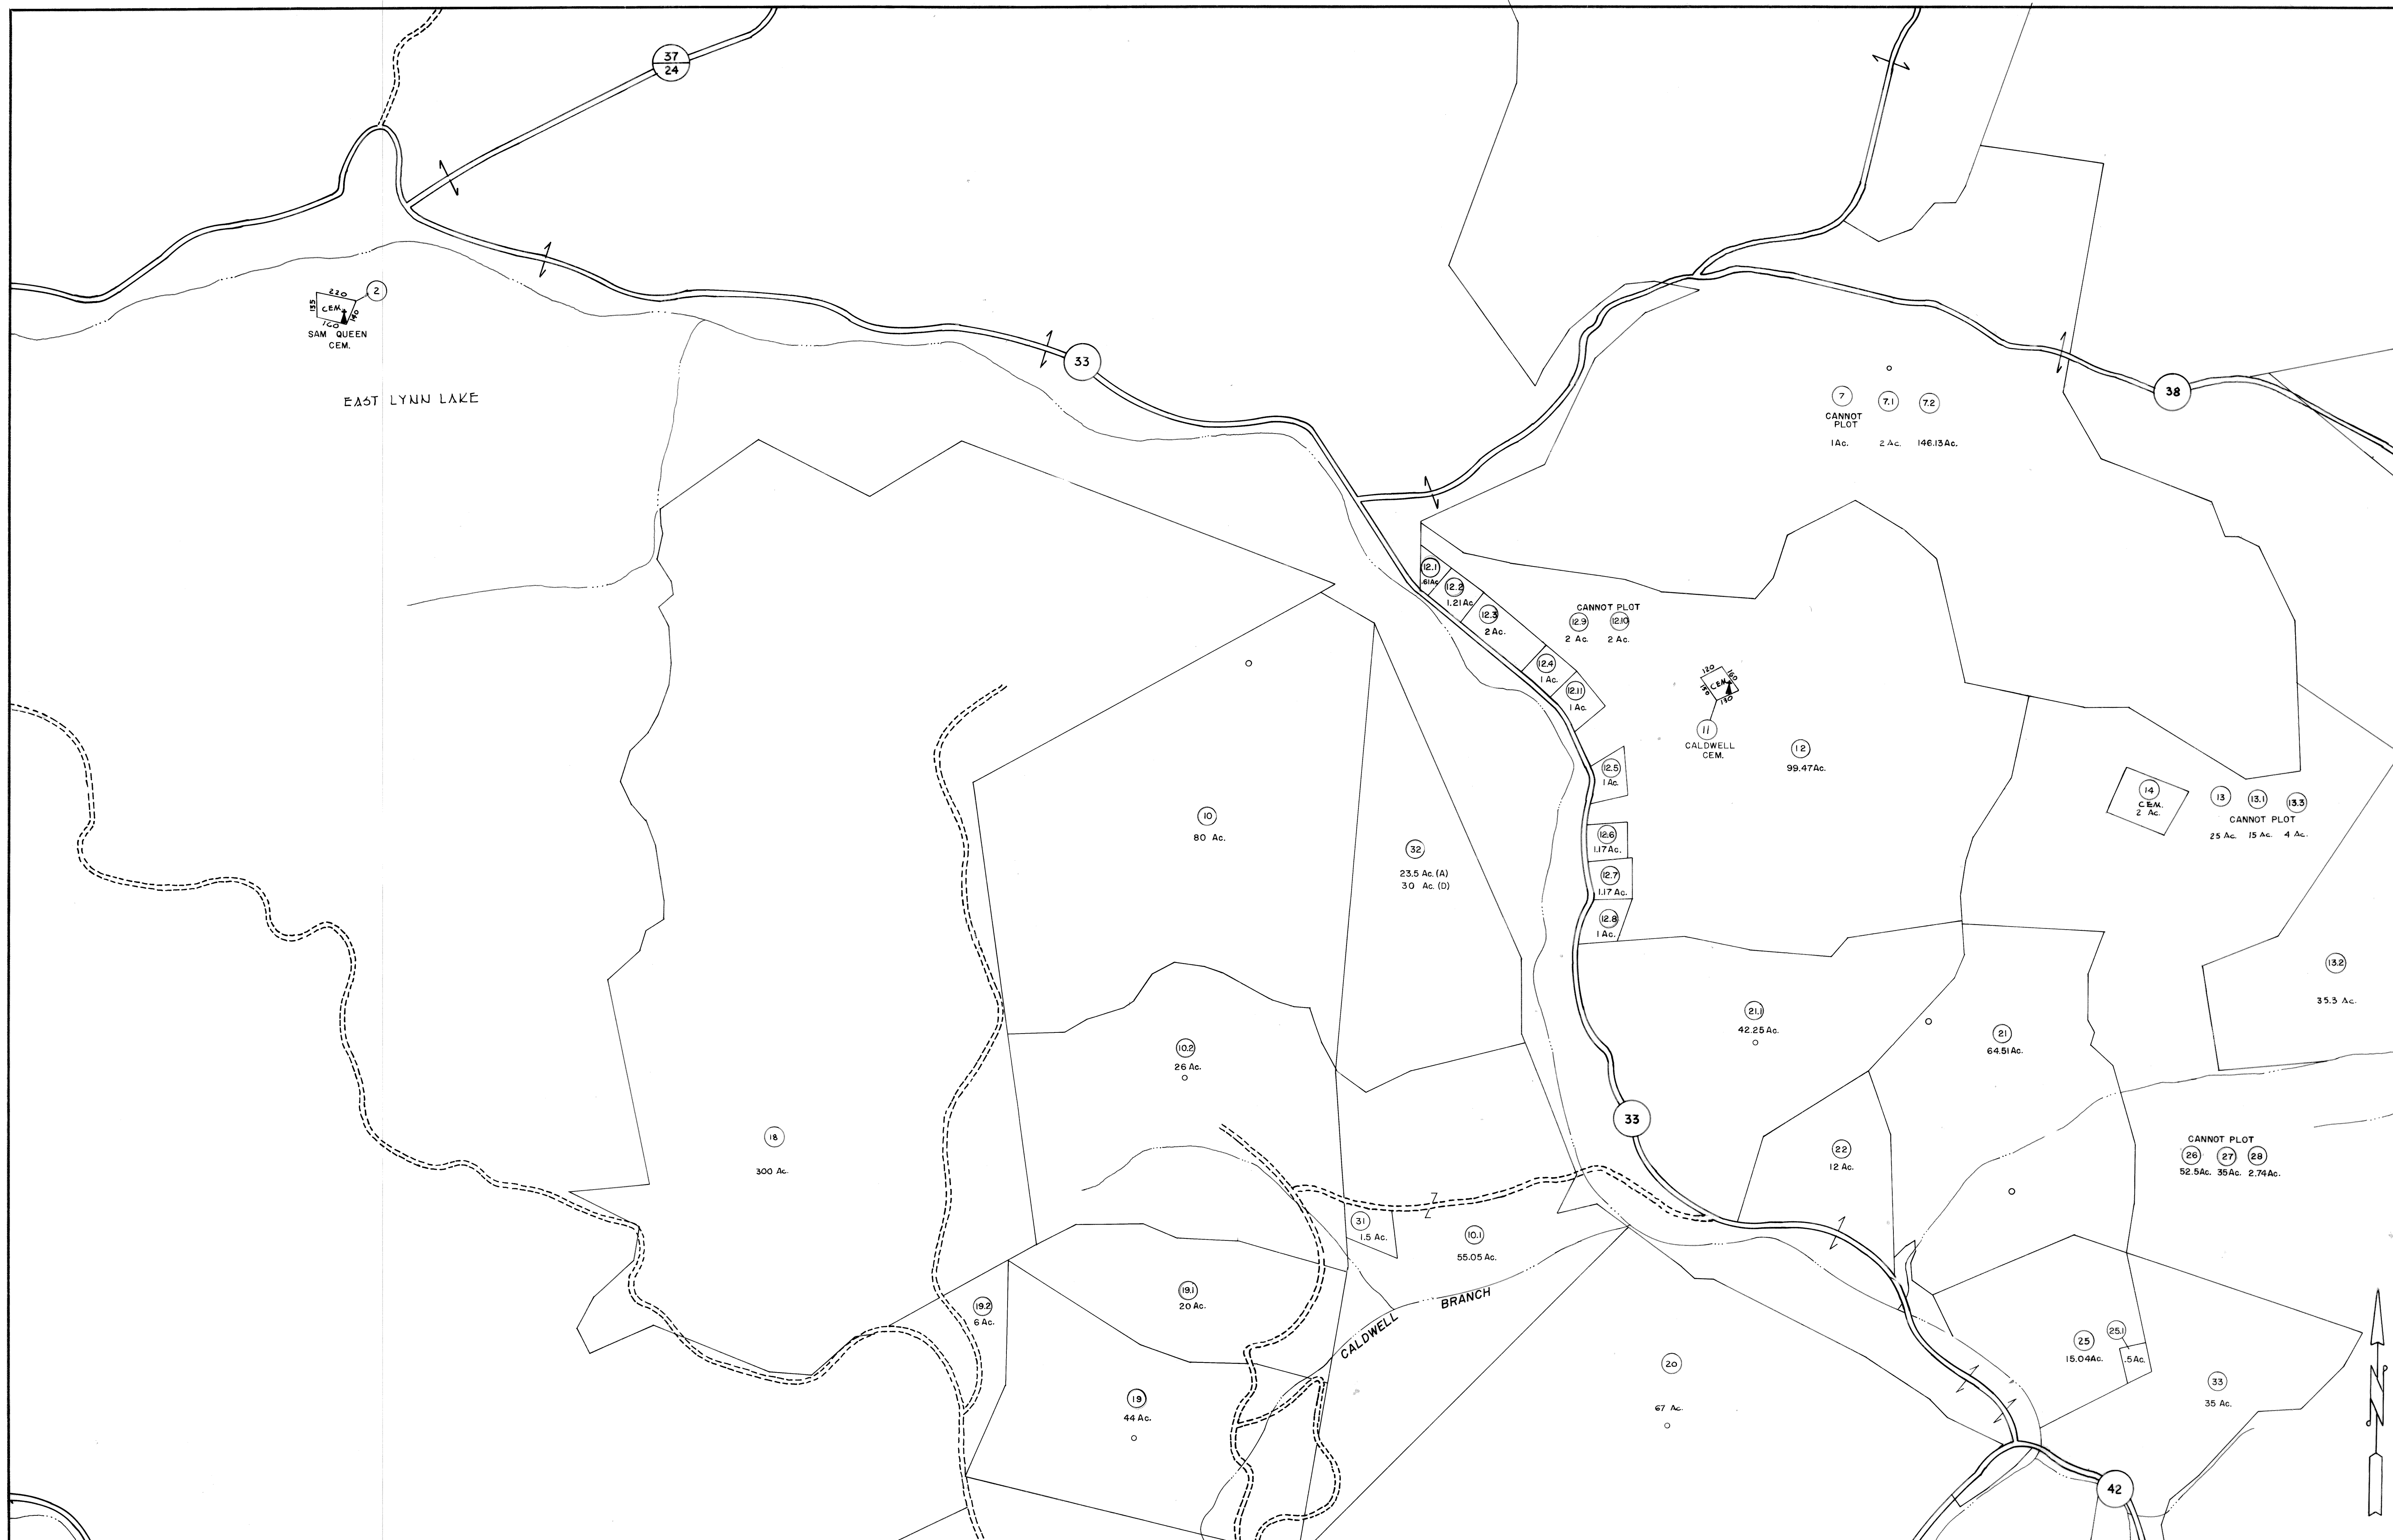 37
24
2
220
135
CEM.
140
160
SAM QUEEN
CEM.
33
EAST LYNN LAKE
38
7
7.1
7.2
CANNOT
PLOT
1 Ac.
2 Ac.
146.13 Ac.
12.1
.61 Ac
12.2
1.21 Ac.
12.3
2 Ac.
CANNOT PLOT
12.9
12.10
2 Ac.
2 Ac.
12.4
1 Ac.
12.11
1 Ac.
120
160
CEM.
130
11
CALDWELL
CEM.
12
99.47 Ac.
12.5
1 Ac.
14
CEM.
2 Ac.
13
13.1
13.3
CANNOT PLOT
25 Ac.
15 Ac.
4 Ac.
10
80 Ac.
12.6
1.17 Ac.
32
23.5 Ac. (A)
30 Ac. (D)
12.7
1.17 Ac.
12.8
1 Ac.
13.2
35.3 Ac.
21.1
42.25 Ac.
21
64.51 Ac.
10.2
26 Ac.
33
18
300 Ac.
22
12 Ac.
CANNOT PLOT
26
27
28
52.5 Ac.
35 Ac.
2.74 Ac.
31
1.5 Ac.
10.1
55.05 Ac.
19.1
20 Ac.
19.2
6 Ac.
CALDWELL BRANCH
25
15.04 Ac.
25.1
.5 Ac.
20
67 Ac.
33
35 Ac.
19
44 Ac.
N
42